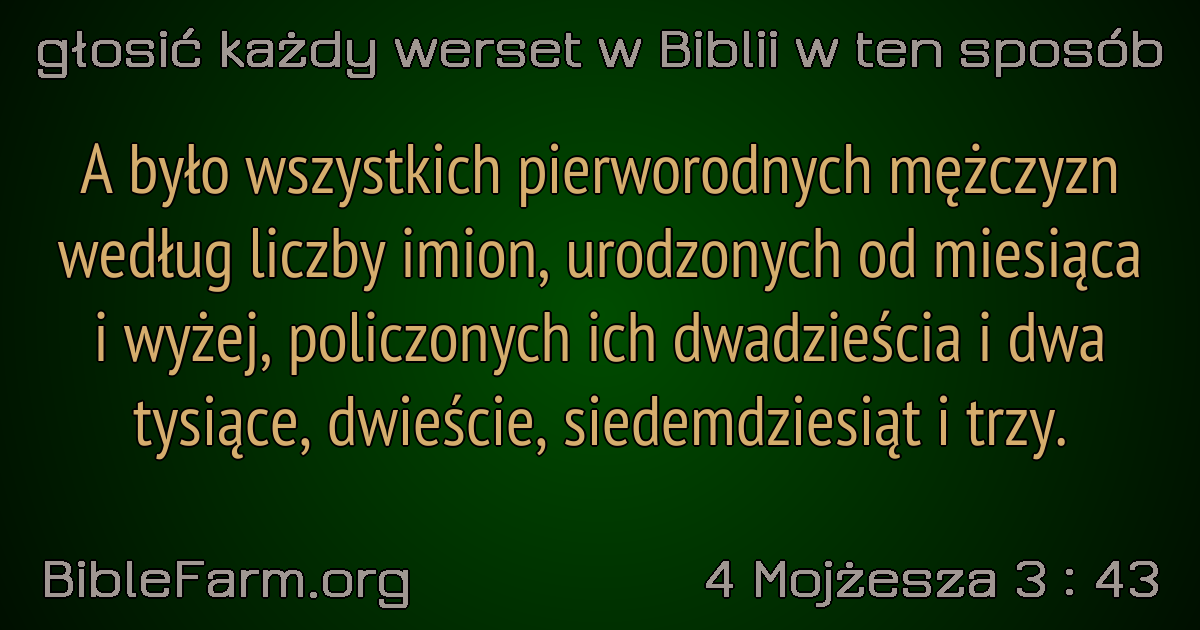 głosić każdy werset w Biblii w ten sposób
A było wszystkich pierworodnych mężczyzn
według liczby imion, urodzonych od miesiąca
i wyżej, policzonych ich dwadzieścia i dwa
tysiące, dwieście, siedemdziesiąt i trzy.
BibleFarm.org
4 Mojżesza 3 : 43